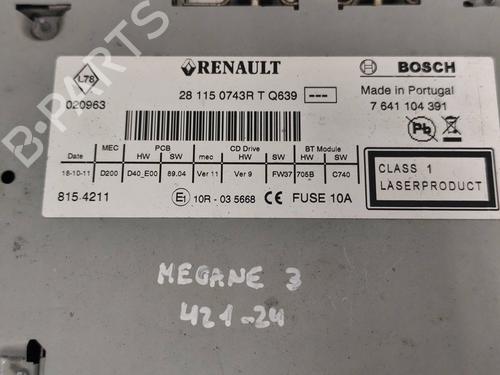 L78
RENAULT
BOSCH
020963
28 115 0743R T Q639 ---
Made in Portugal
7 641 104 391
Pb
PCB CD Drive BT Module
Date MEC HW SW mec HW SW HW SW
18-10-11 D200 D40_E00 89.04 Ver 11 Ver 9 FW37 705B C740
CLASS 1
LASERPRODUCT
815 4211
E1 10R - 03 5668 CE FUSE 10A
MEGANE 3
421-24
B-PARTS